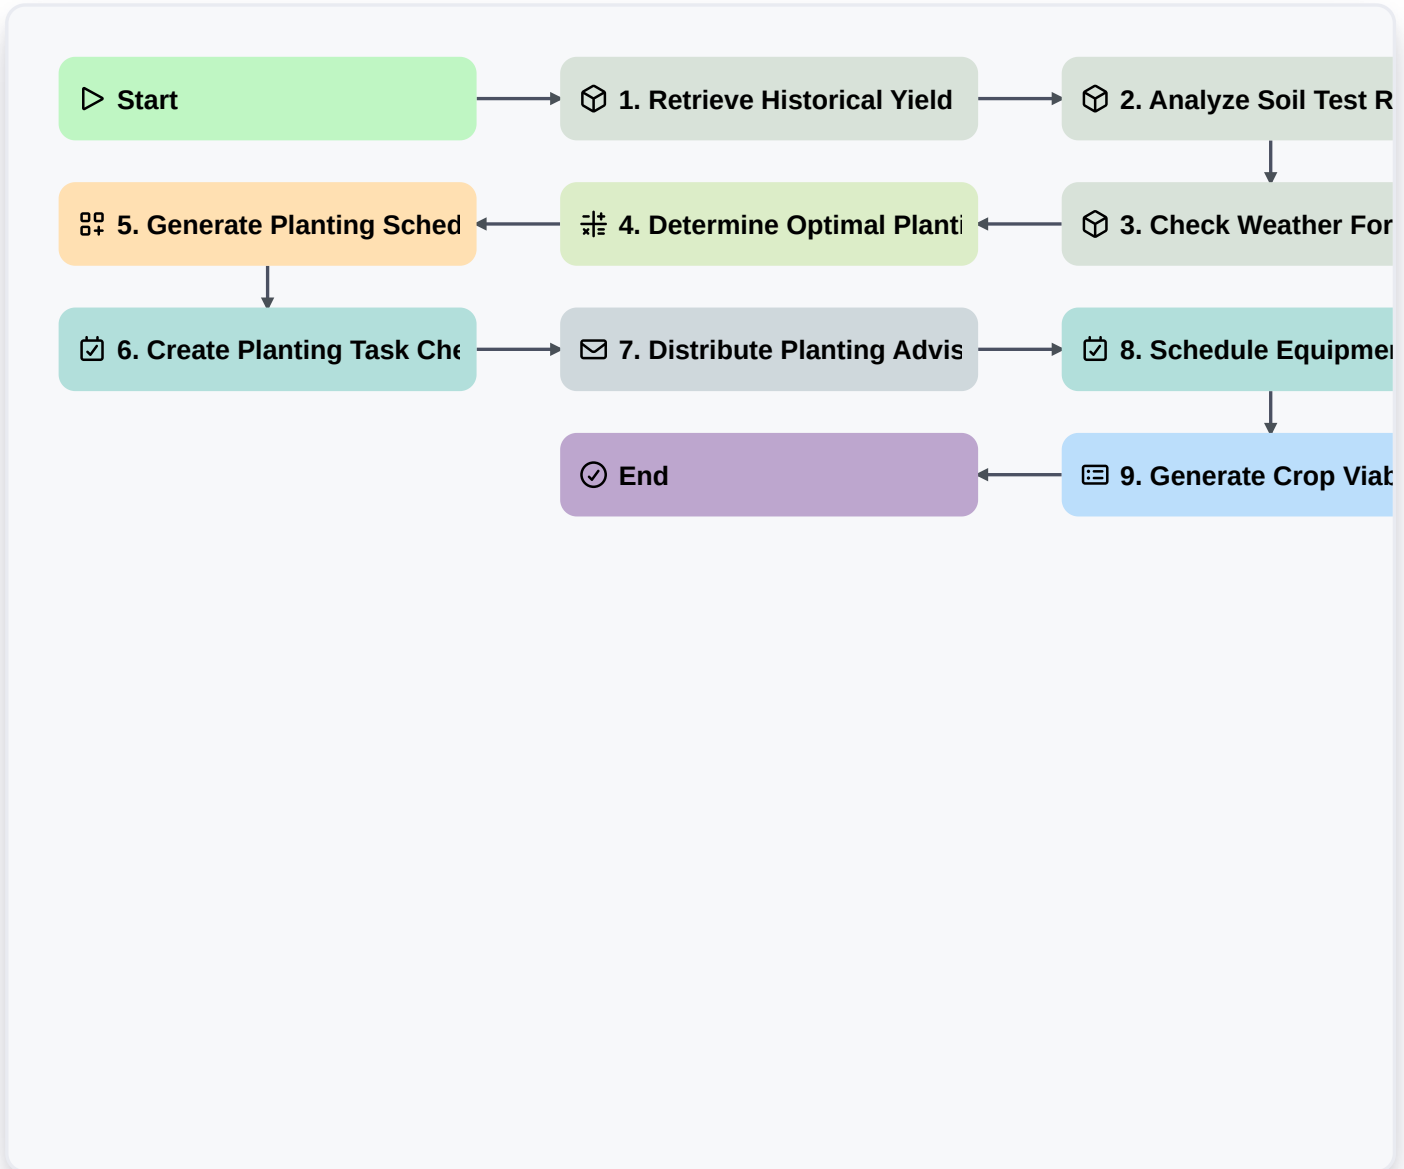 Start
1. Retrieve Historical Yield
2. Analyze Soil Test R
5. Generate Planting Sched
4. Determine Optimal Planti
3. Check Weather For
6. Create Planting Task Che
7. Distribute Planting Advis
8. Schedule Equipmen
End
9. Generate Crop Viab